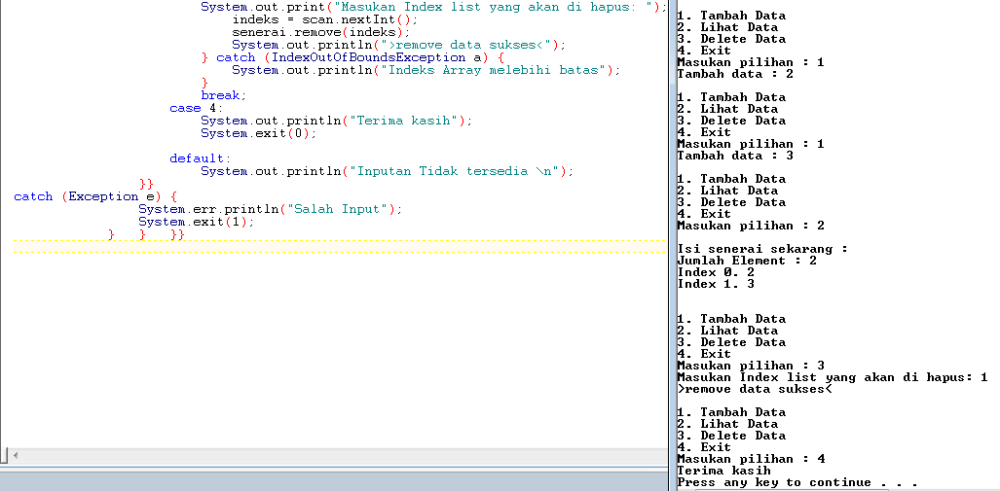 System.out.print("Masukan Index list yang akan di hapus: ");
indeks = scan.nextInt();
senerai.remove(indeks);
System.out.println(">remove data sukses<");
} catch (IndexOutOfBoundsException a) {
System.out.println("Indeks Array melebihi batas");
}
break;
case 4:
System.out.println("Terima kasih");
System.exit(0);
default:
System.out.println("Inputan Tidak tersedia \n");
}}
catch (Exception e) {
System.err.println("Salah Input");
System.exit(1);
} } }}
1. Tambah Data
2. Lihat Data
3. Delete Data
4. Exit
Masukan pilihan : 1
Tambah data : 2
1. Tambah Data
2. Lihat Data
3. Delete Data
4. Exit
Masukan pilihan : 1
Tambah data : 3
1. Tambah Data
2. Lihat Data
3. Delete Data
4. Exit
Masukan pilihan : 2
Isi senerai sekarang :
Jumlah Element : 2
Index 0. 2
Index 1. 3
1. Tambah Data
2. Lihat Data
3. Delete Data
4. Exit
Masukan pilihan : 3
Masukan Index list yang akan di hapus: 1
>remove data sukses<
1. Tambah Data
2. Lihat Data
3. Delete Data
4. Exit
Masukan pilihan : 4
Terima kasih
Press any key to continue . . .